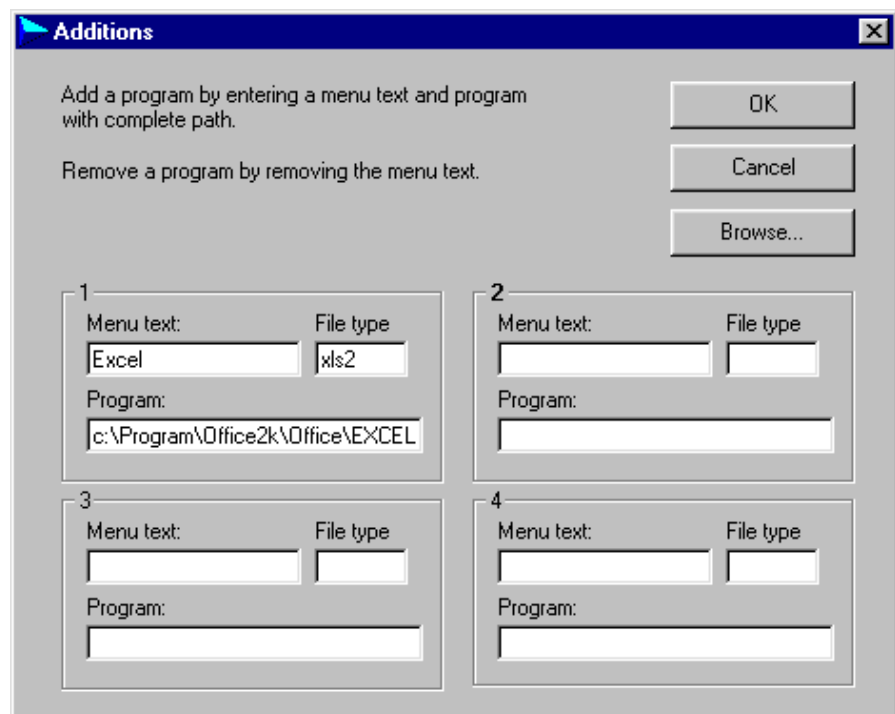 Additions
Add a program by entering a menu text and program
with complete path.
Remove a program by removing the menu text.
OK
Cancel
Browse...
1
Menu text: File type
Excel xls2
Program:
c:\Program\Office2k\Office\EXCEL
2
Menu text: File type
Program:
3
Menu text: File type
Program:
4
Menu text: File type
Program: